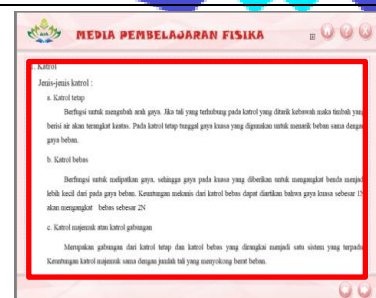 MEDIA PEMBELAJARAN FISIKA
Katrol
Jenis-jenis katrol :
a. Katrol tetap
Berfugsi untuk mengubah arah gaya. Jika tali yang terhubung pada katrol yang ditarik kebawah maka timbah yang
berisi air akan terangkat keatas. Pada katrol tetap tunggal gaya kuasa yang digunakan untuk menarik beban sama dengan
gaya beban.
b. Katrol bebas
Berfungsi untuk melipatkan gaya, sehingga gaya pada kuasa yang diberikan untuk mengangkat benda menjadi
lebih kecil dari pada gaya beban. Keuntungan mekanis dari katrol bebas dapat diartikan bahwa gaya kuasa sebesar 1N
akan mengangkat bebas sebesar 2N
c. Katrol majemuk atau katrol gabungan
Merupakan gabungan dari katrol tetap dan katrol bebas yang dirangkai menjadi satu sistem yang terpadu
Keuntungan katrol majemuk sama dengan jumlah tali yang menyokong berat beban.